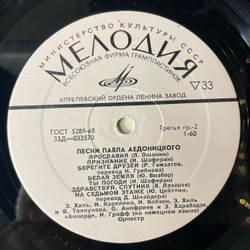 МИНИСТЕРСТВО КУЛЬТУРЫ СССР
МЕЛОДИЯ
ВСЕСОЮЗНАЯ ФИРМА ГРАМПЛАСТИНОК
33
АПРЕЛЕВСКИЙ ОРДЕНА ЛЕНИНА ЗАВОД
ГОСТ 5289-68
33Д—033570
Третья гр.-2
1-60
ПЕСНИ ПАВЛА АЕДОНИЦКОГО
ЯРОСЛАВИЯ (Л. Ошанин)
ПРИЗНАНИЕ (И. Шаферан)
БЕРЕГИТЕ ДРУЗЕЙ (Р. Гамзатов,
перевод Н. Гребнева)
БЕЛАЯ ЗЕМЛЯ (Ю. Визбор)
ТЫ ПОГОДИ (И. Шаферан)
ЗДРАВСТВУЙ, СПУТНИК (В. Лазарев)
НА СЕДЬМОМ ЭТАЖЕ (Ю. Цейтлин,
перевод Д. Шнайдера)
Э. Хиль, И. Карелина, И. Кобзон, Э. Хиль
и В. Толкунова, О. Анофриев и З. Харабадзе
«Аккорд», И. Графф (на немецком языке)
Оркестр